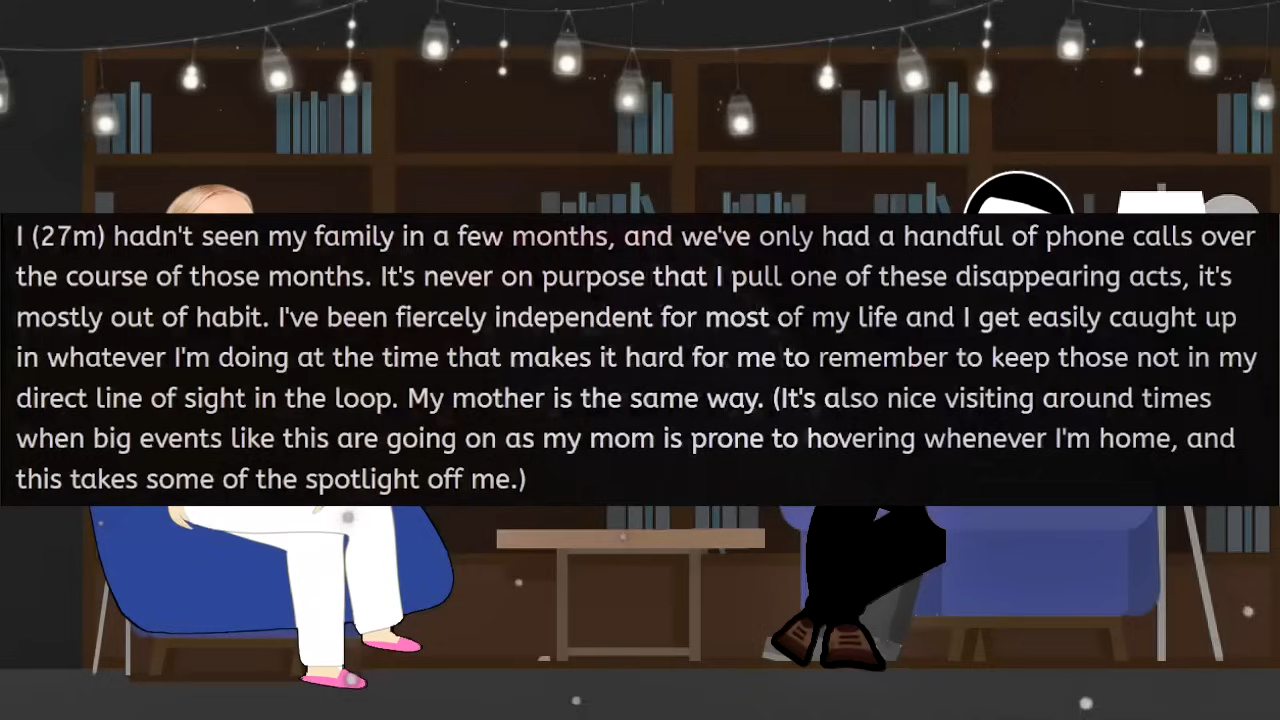 I (27m) hadn't seen my family in a few months, and we've only had a handful of phone calls over
the course of those months. It's never on purpose that I pull one of these disappearing acts, it's
mostly out of habit. I've been fiercely independent for most of my life and I get easily caught up
in whatever I'm doing at the time that makes it hard for me to remember to keep those not in my
direct line of sight in the loop. My mother is the same way. (It's also nice visiting around times
when big events like this are going on as my mom is prone to hovering whenever I'm home, and
this takes some of the spotlight off me.)